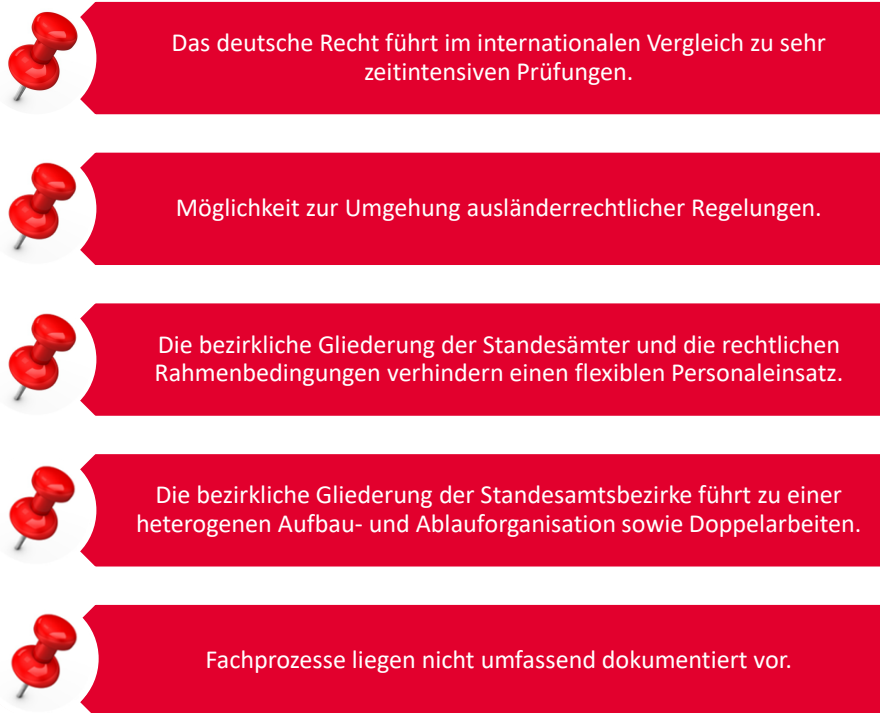 Das deutsche Recht führt im internationalen Vergleich zu sehr
zeitintensiven Prüfungen.
Möglichkeit zur Umgehung ausländerrechtlicher Regelungen.
Die bezirkliche Gliederung der Standesämter und die rechtlichen
Rahmenbedingungen verhindern einen flexiblen Personaleinsatz.
Die bezirkliche Gliederung der Standesamtsbezirke führt zu einer
heterogenen Aufbau- und Ablauforganisation sowie Doppelarbeiten.
Fachprozesse liegen nicht umfassend dokumentiert vor.